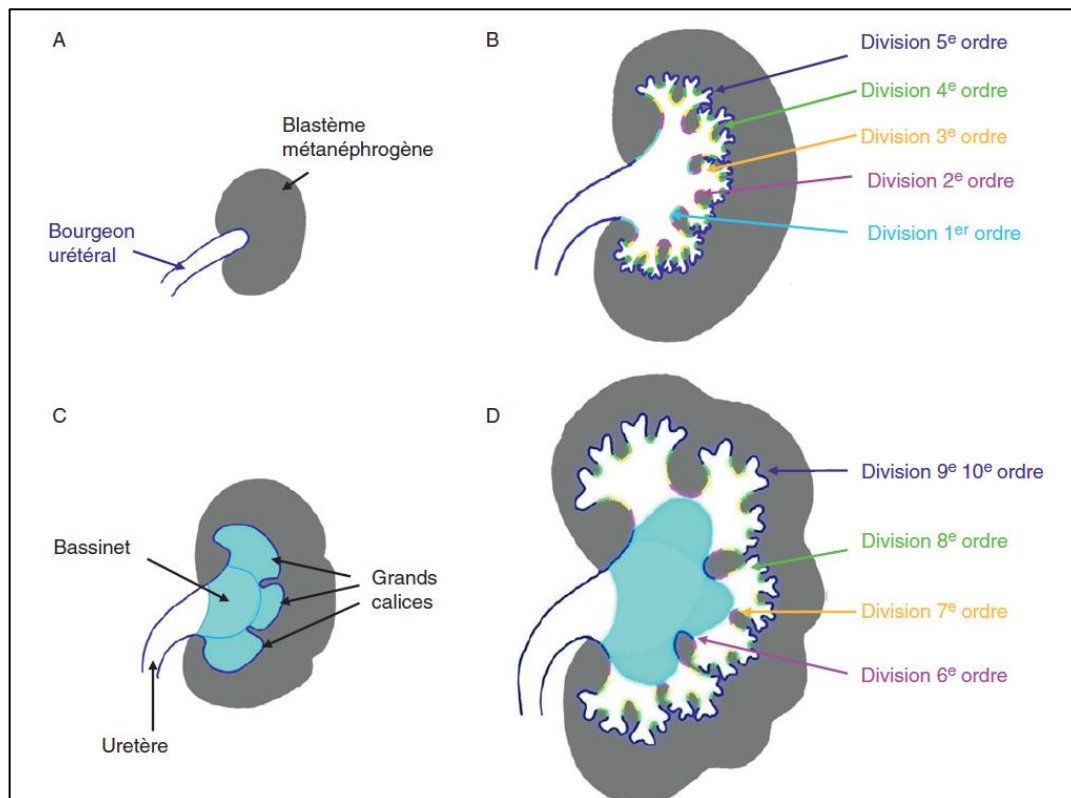 A
Blastème
métanéphrogène
Bourgeon
urétéral
B
Division 5e ordre
Division 4e ordre
Division 3e ordre
Division 2e ordre
Division 1er ordre
C
Bassinet
Grands
calices
Uretère
D
Division 9e 10e ordre
Division 8e ordre
Division 7e ordre
Division 6e ordre